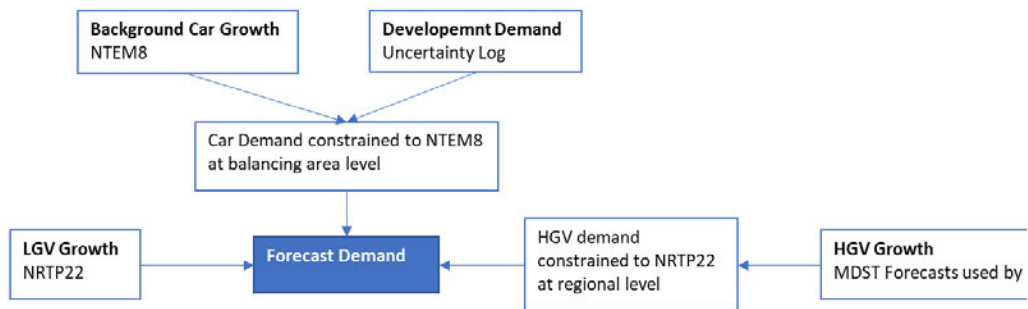 Background Car Growth
NTEM8
Developemnt Demand
Uncertainty Log
Car Demand constrained to NTEM8
at balancing area level
LGV Growth
NRTP22
Forecast Demand
HGV demand
constrained to NRTP22
at regional level
HGV Growth
MDST Forecasts used by